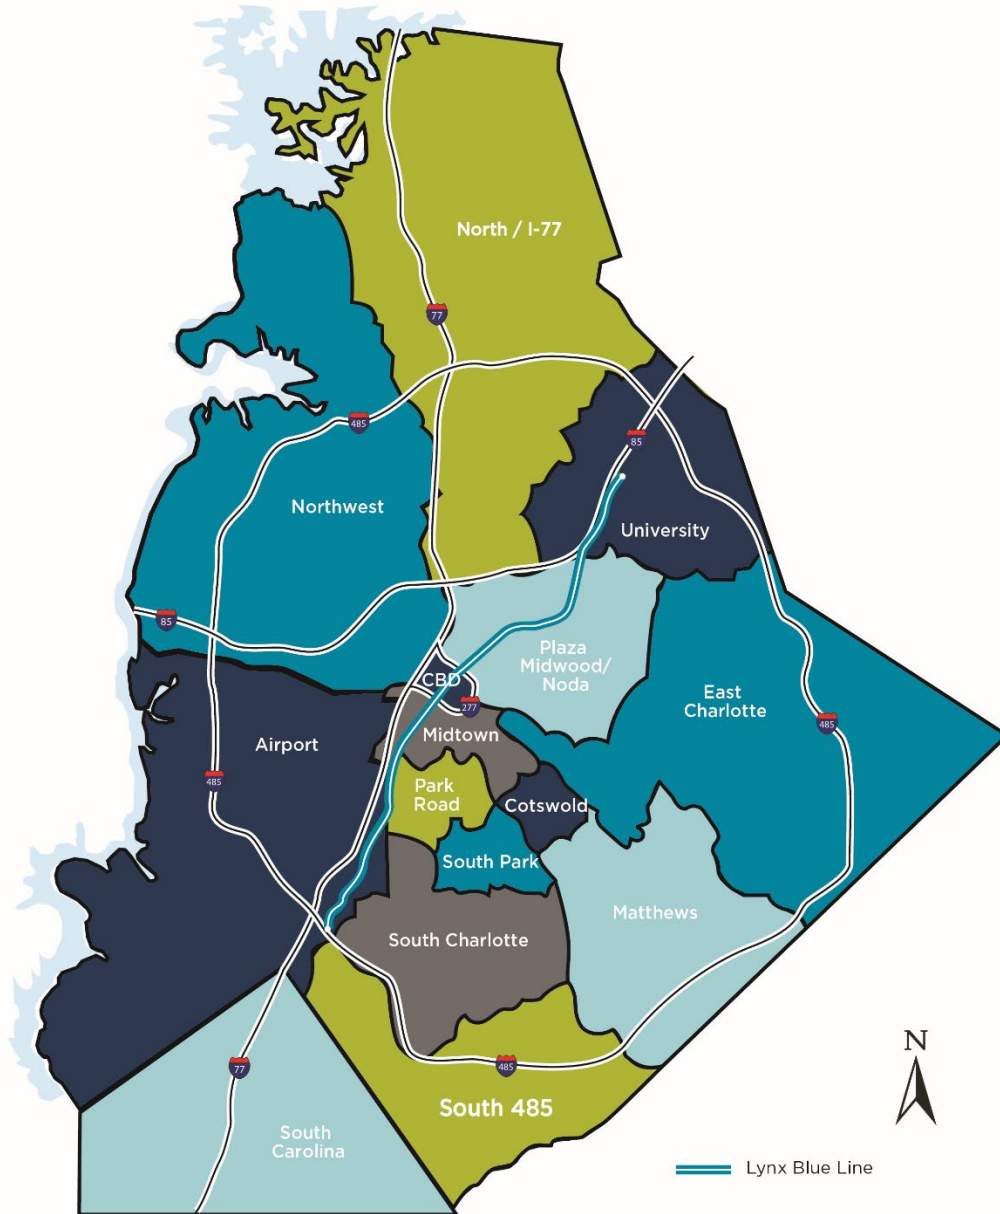 North / I-77
77
485
85
Northwest
University
85
Plaza
Midwood/
Noda
CBD
277
East
Charlotte
Midtown
485
Airport
485
Park
Road
Cotswold
South Park
Matthews
South Charlotte
N
77
485
South 485
South
Carolina
Lynx Blue Line